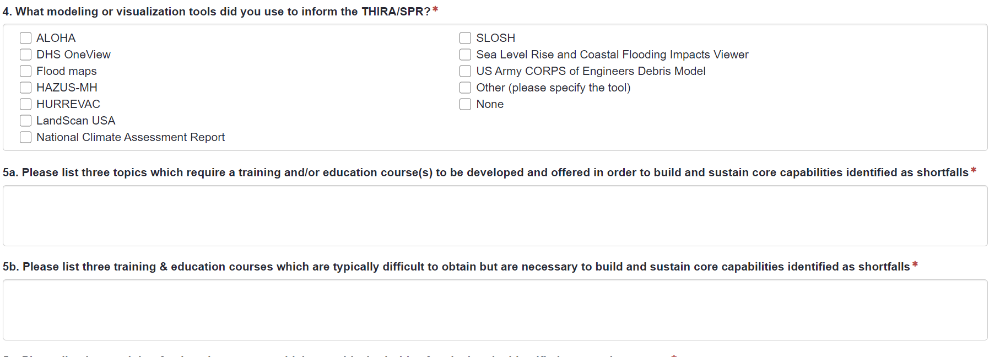 4. What modeling or visualization tools did you use to inform the THIRA/SPR?*
ALOHA
DHS OneView
Flood maps
HAZUS-MH
HURREVAC
LandScan USA
National Climate Assessment Report
SLOSH
Sea Level Rise and Coastal Flooding Impacts Viewer
US Army CORPS of Engineers Debris Model
Other (please specify the tool)
None
5a. Please list three topics which require a training and/or education course(s) to be developed and offered in order to build and sustain core capabilities identified as shortfalls*
5b. Please list three training & education courses which are typically difficult to obtain but are necessary to build and sustain core capabilities identified as shortfalls*